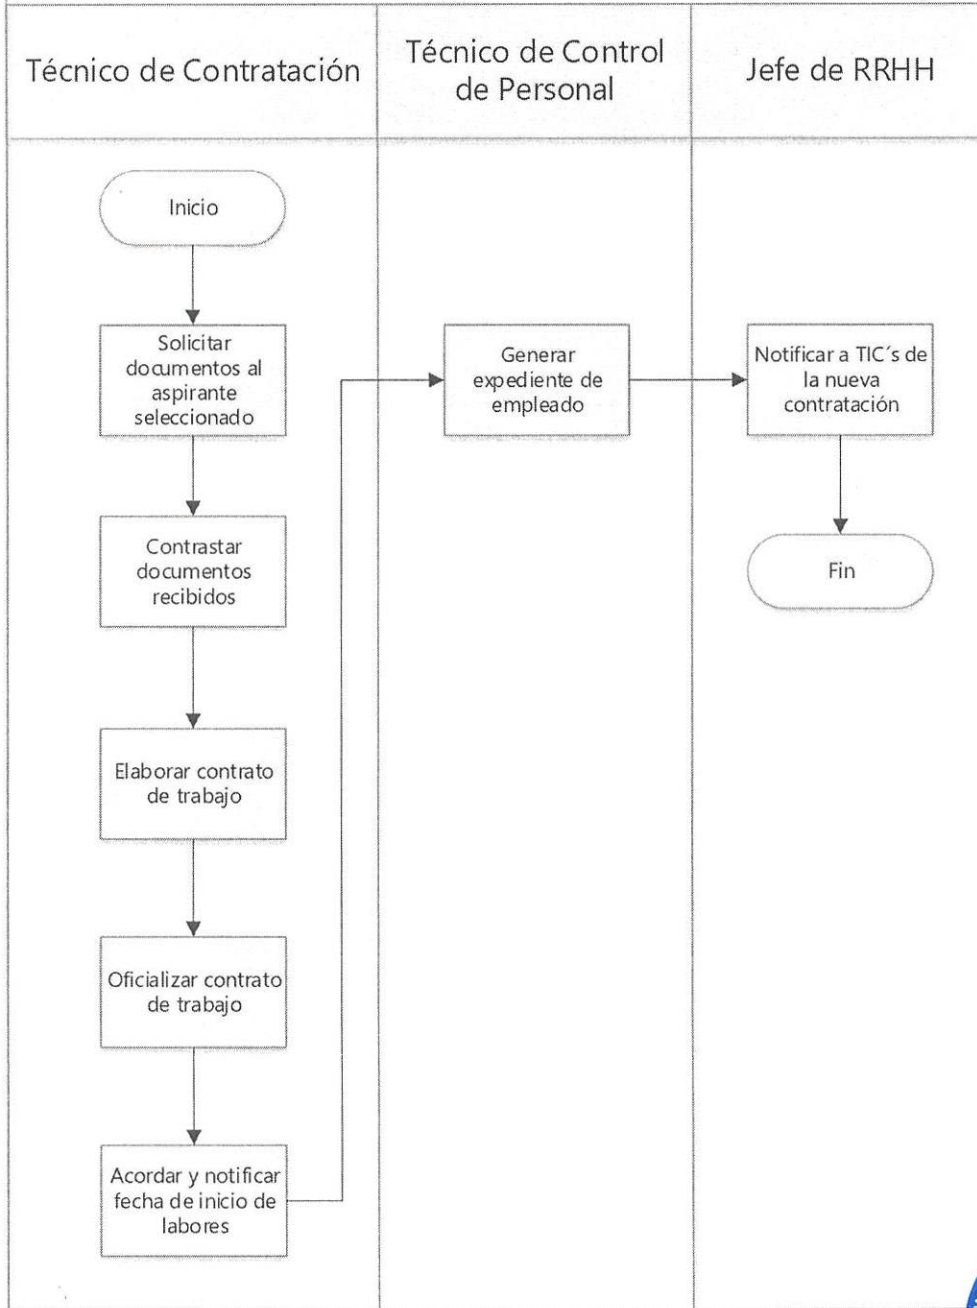 Técnico de Contratación
Técnico de Control
de Personal
Jefe de RRHH
Inicio
Solicitar
documentos al
aspirante
seleccionado
Contrastar
documentos
recibidos
Elaborar contrato
de trabajo
Oficializar contrato
de trabajo
Acordar y notificar
fecha de inicio de
labores
Generar
expediente de
empleado
Notificar a TIC´s de
la nueva
contratación
Fin